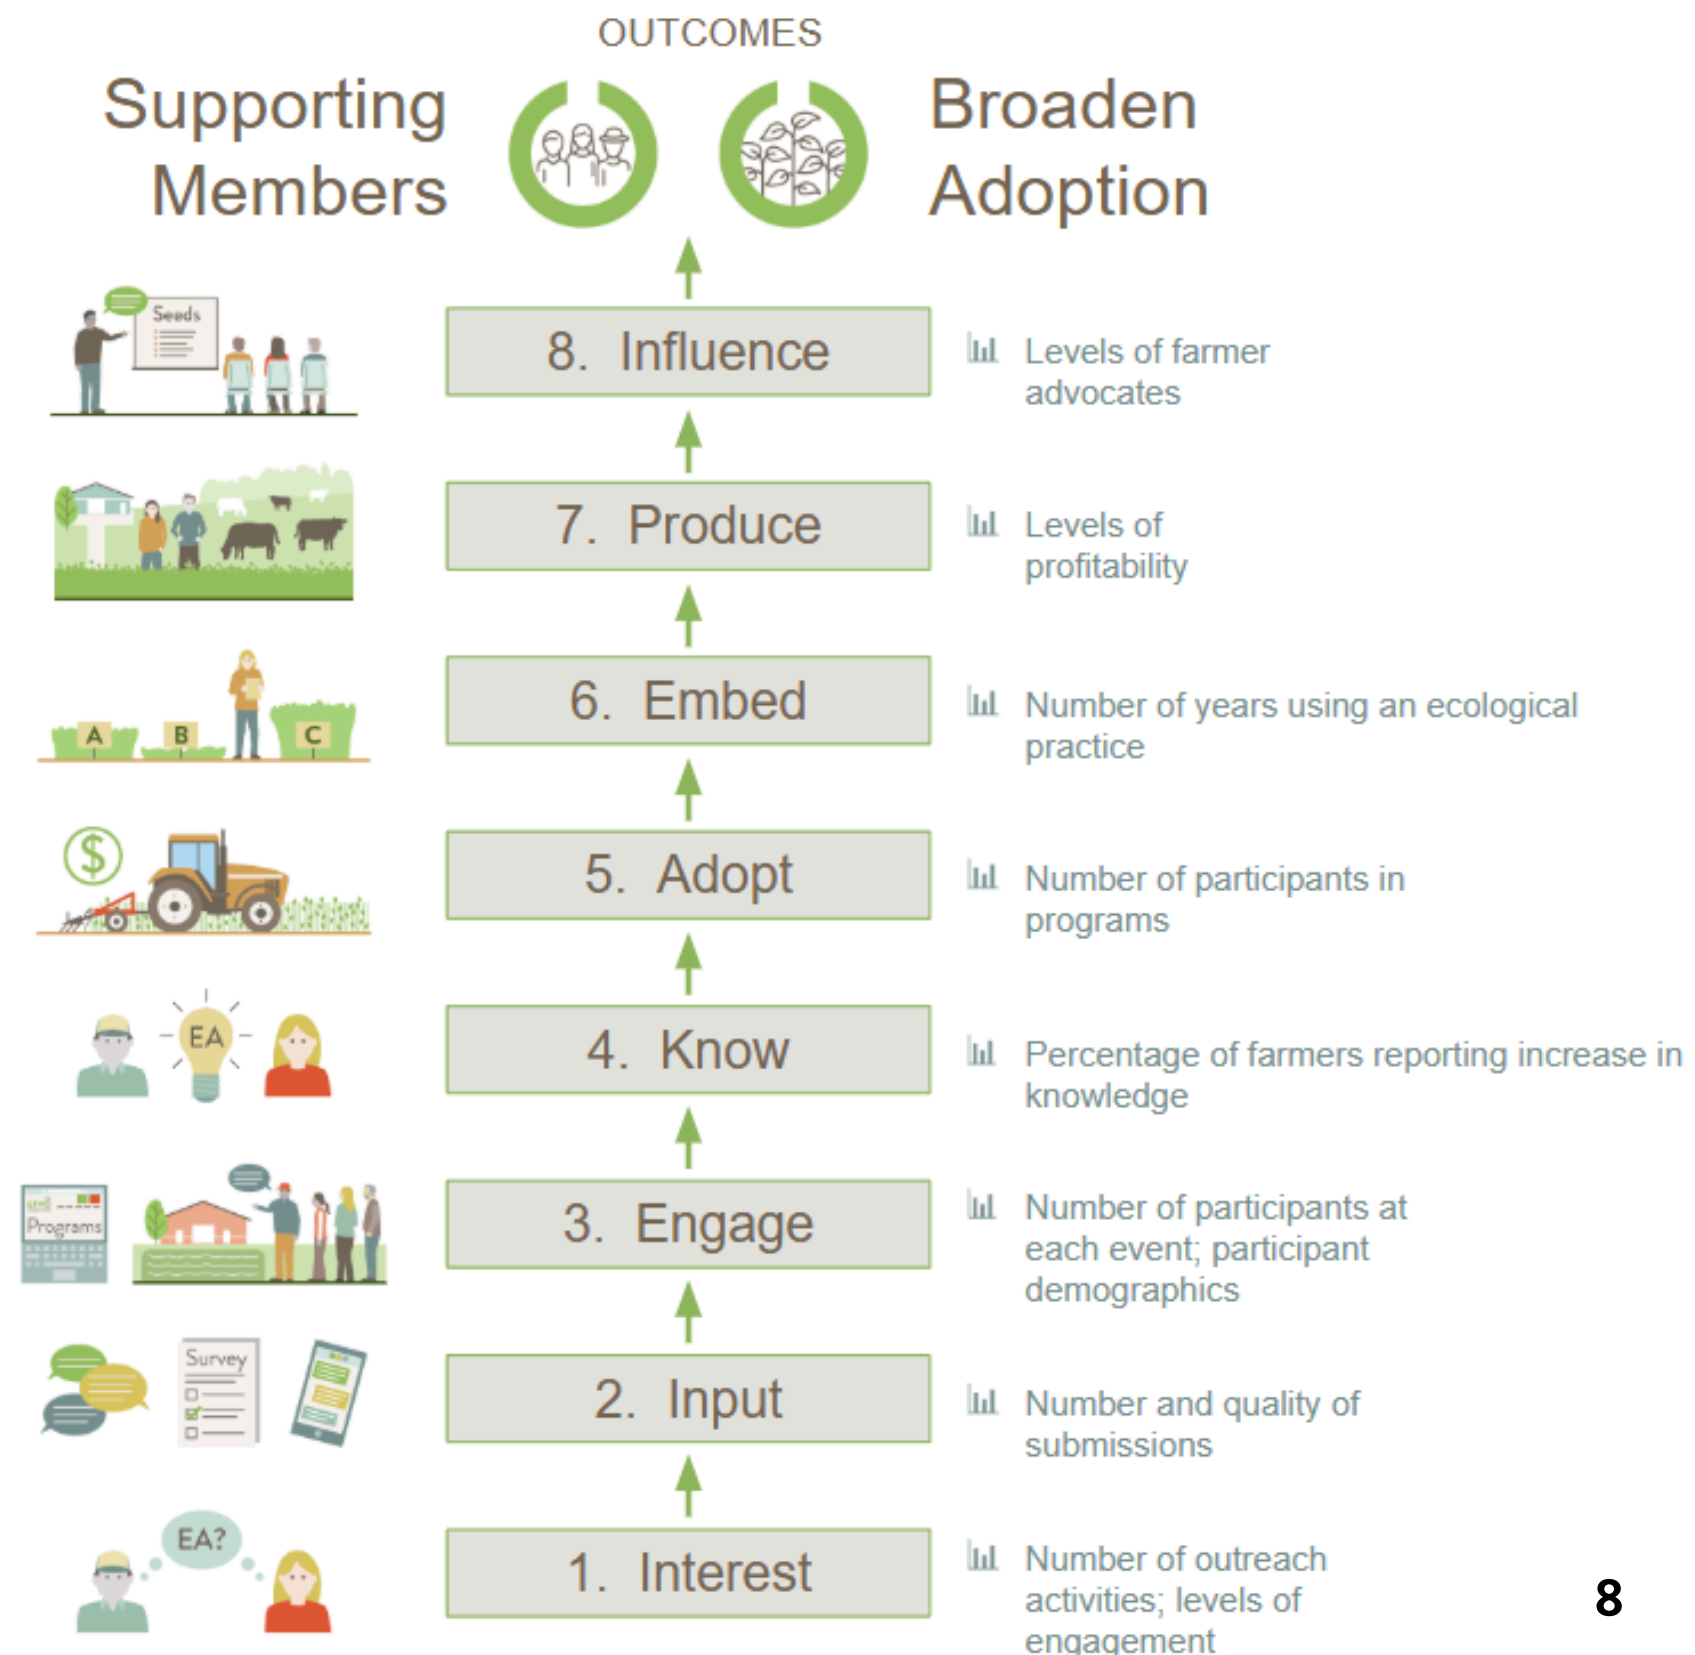 OUTCOMES
Supporting
Members
Broaden
Adoption
Seeds
8. Influence
Levels of farmer
advocates
7. Produce
Levels of
profitability
A
B
C
6. Embed
Number of years using an ecological
practice
$
5. Adopt
Number of participants in
programs
EA
4. Know
Percentage of farmers reporting increase in
knowledge
Programs
3. Engage
Number of participants at
each event; participant
demographics
Survey
2. Input
Number and quality of
submissions
EA?
1. Interest
Number of outreach
activities; levels of
engagement
8